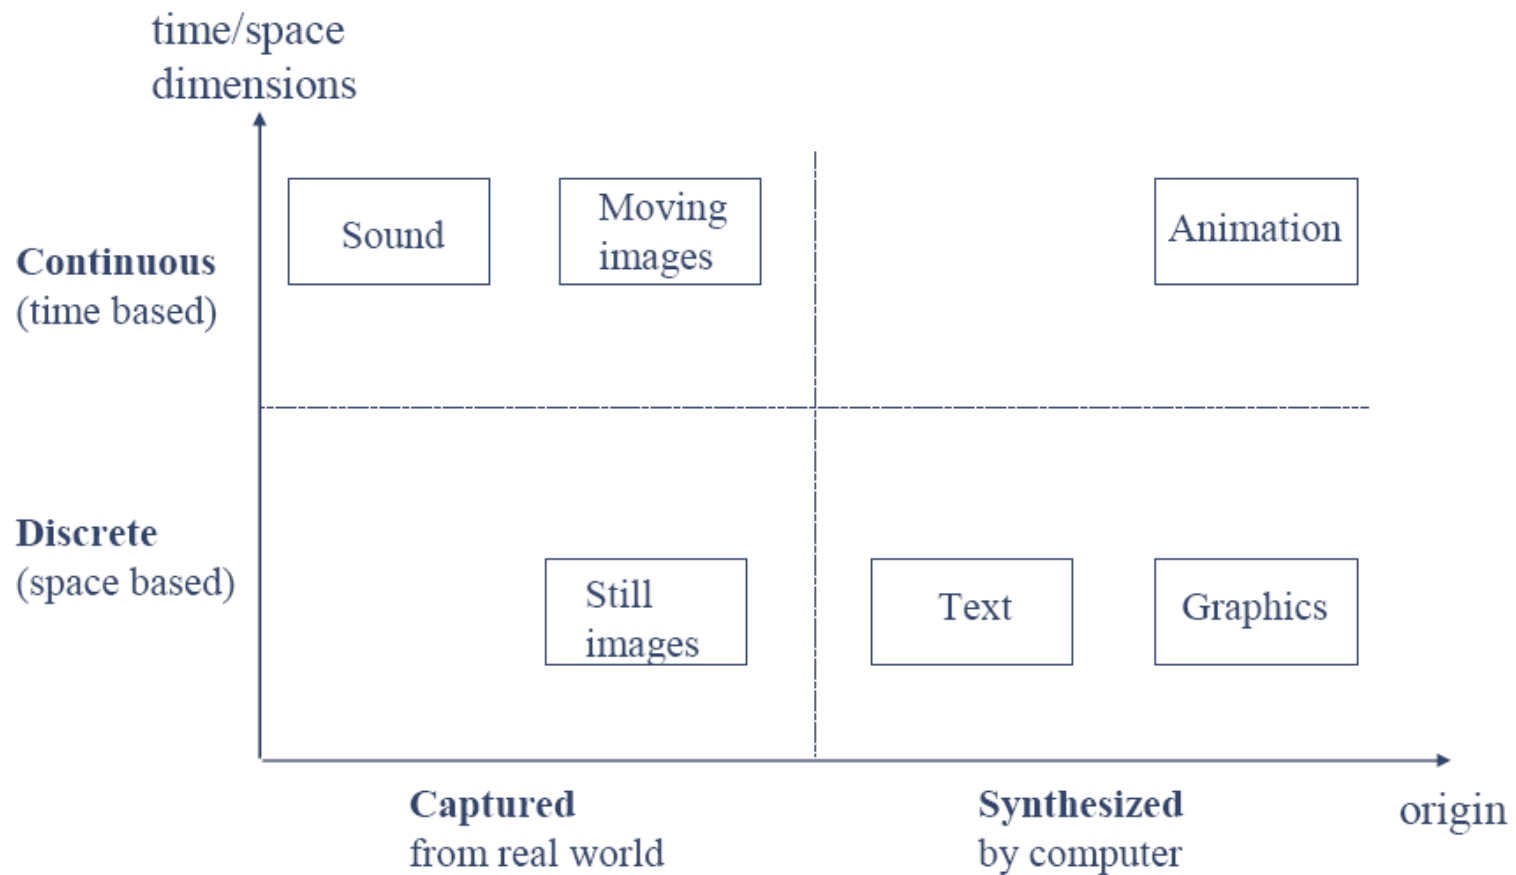 time/space
dimensions
Sound
Moving
images
Animation
Continuous
(time based)
Discrete
(space based)
Still
images
Text
Graphics
Captured
from real world
Synthesized
by computer
origin